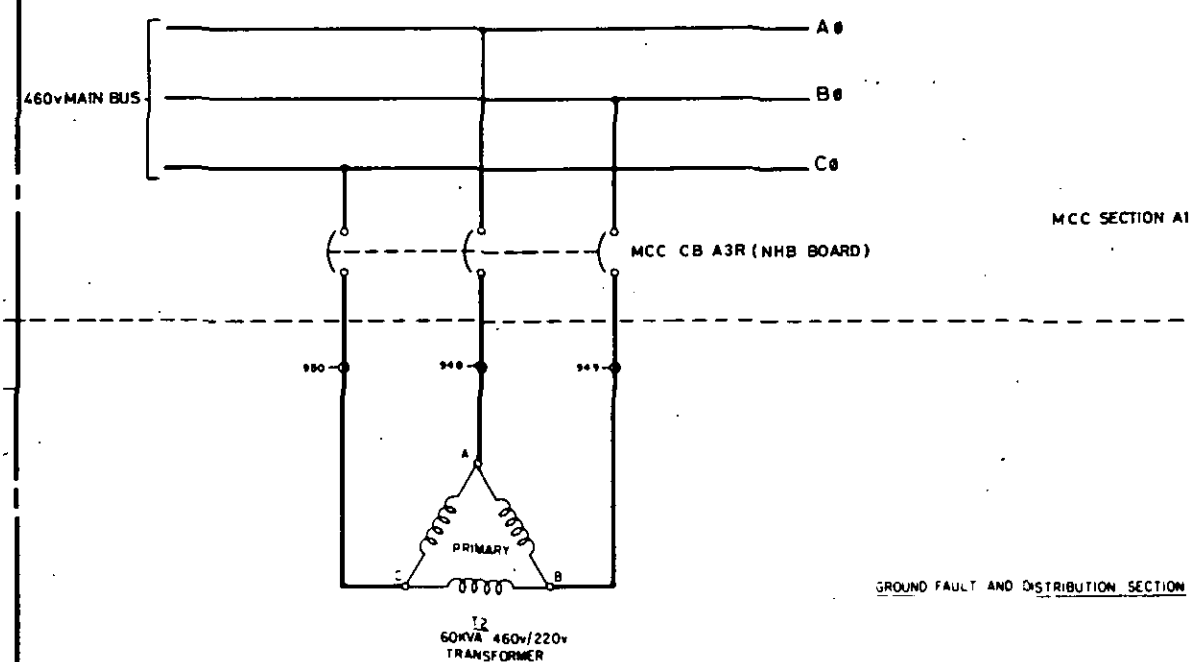 AØ
460v MAIN BUS
BØ
CØ
MCC SECTION A1
MCC CB A3R (NHB BOARD)
980
948
949
A
PRIMARY
C
B
GROUND FAULT AND DISTRIBUTION SECTION
T2
60KVA 460v/220v
TRANSFORMER